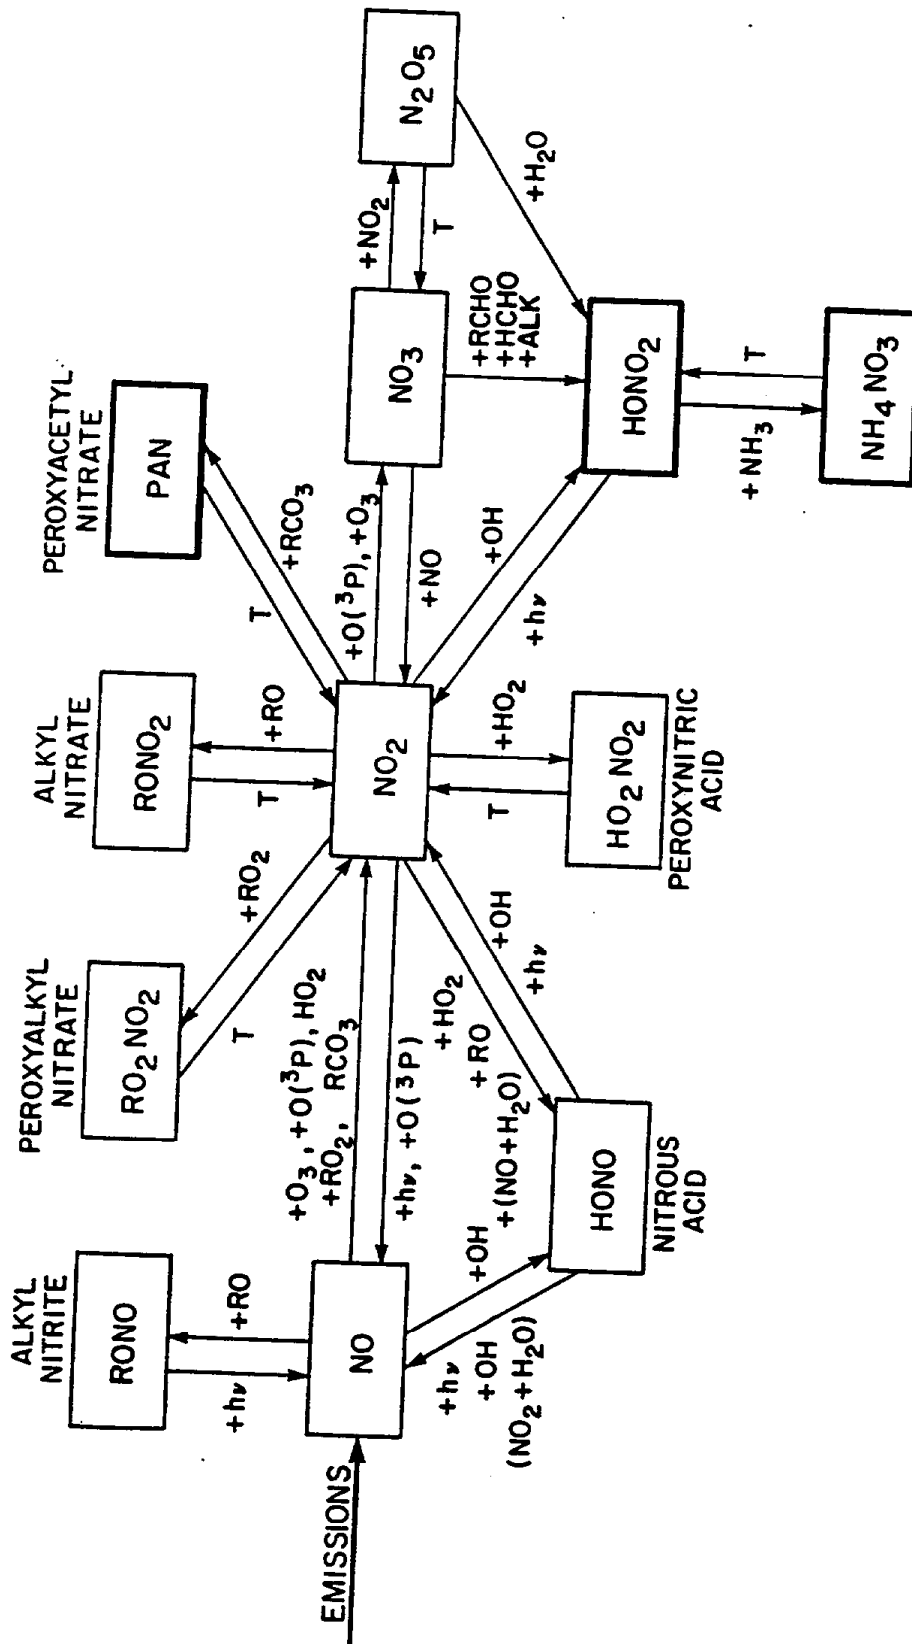 ALKYL
NITRITE
RONO
+hν
+RO
PEROXYALKYL
NITRATE
RO₂NO₂
T
+RO₂
ALKYL
NITRATE
RONO₂
T
+RO
PEROXYACETYL
NITRATE
PAN
T
+RCO₃
EMISSIONS
NO
+O₃, +O(³P), HO₂
+RO₂, RCO₃
+hν, +O(³P)
NO₂
+O(³P), +O₃
+NO
NO₃
+NO₂
T
N₂O₅
+hν
+OH
(NO₂+H₂O)
+OH
+HO₂
+RO
+(NO+H₂O)
+OH
+hν
HONO
NITROUS
ACID
T
+HO₂
HO₂NO₂
PEROXYNITRIC
ACID
+OH
+hν
+RCHO
+HCHO
+ALK
+H₂O
HONO₂
+NH₃
T
NH₄NO₃